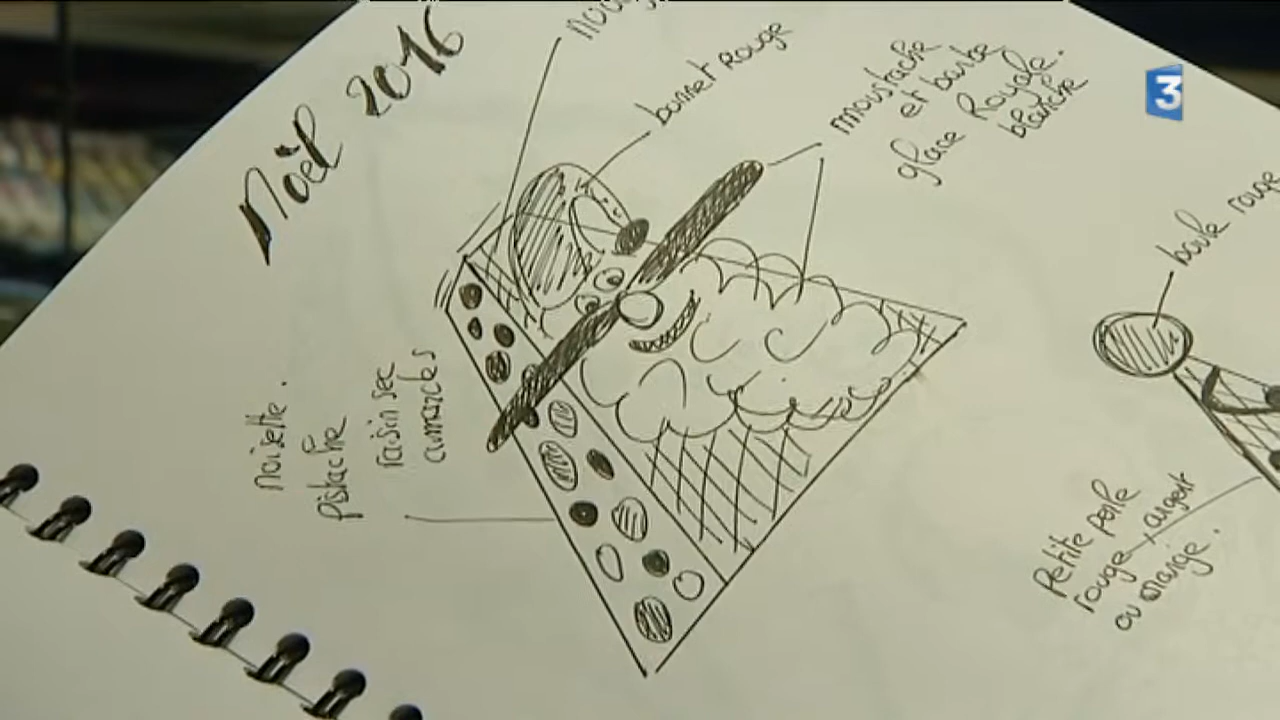 Noël 2016
bonnet rouge
moustache
et barbe
glace Royale.
blanche
boule rouge
noisette.
pistache
raisin sec
amandes
Petite perle
rouge, argent
ou orange.
3